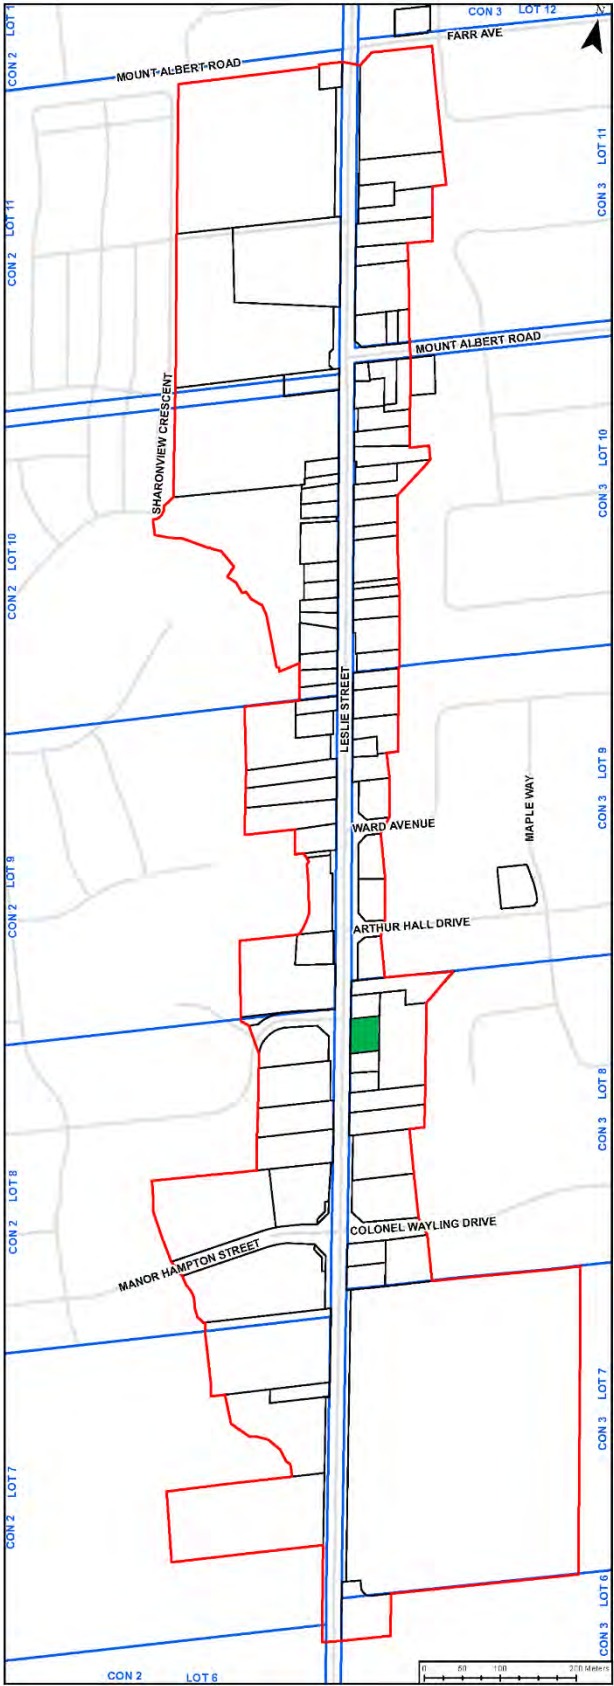 CON 3 LOT 12
N
CON 2 LOT 1
FARR AVE
MOUNT ALBERT ROAD
CON 3 LOT 11
CON 2 LOT 11
MOUNT ALBERT ROAD
SHARONVIEW CRESCENT
CON 3 LOT 10
CON 2 LOT 10
LESLIE STREET
CON 3 LOT 9
MAPLE WAY
WARD AVENUE
CON 2 LOT 9
ARTHUR HALL DRIVE
CON 3 LOT 8
CON 2 LOT 8
COLONEL WAYLING DRIVE
MANOR HAMPTON STREET
CON 3 LOT 7
CON 2 LOT 7
CON 3 LOT 6
CON 2 LOT 6
0 50 100 200 Meters